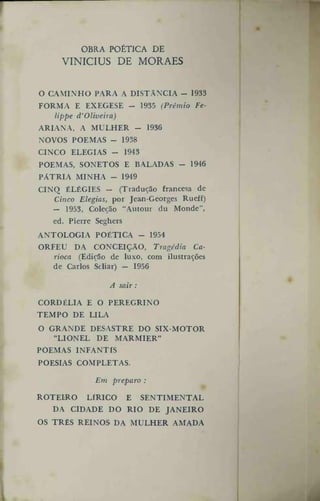 OBRA POÉTICA DE
VINICIUS DE MORAES
O CAMINHO PARA A DISTÂNCIA — 1933
FORMA E EXEGESE — 1935 (Prêmio Fe-
lippe d'Oliveira)
ARIANA, A MULHER — 1936
NOVOS POEMAS — 1938
CINCO ELEGIAS — 1943
POEMAS, SONETOS E BALADAS — 1946
PÁTRIA MINHA — 1949
CINQ ÉLÉGIES — (Tradução francesa de
Cinco Elegias, por Jean-Georges Rueff)
— 1953. Coleção "Autour du Monde",
ed. Pierre Seghers
ANTOLOGIA POÉTICA — 1954
ORFEU DA CONCEIÇÃO, Tragédia Ca-
rioca (Edição de luxo, com ilustrações
de Carlos Scliar) — 1956
A sair :
CORDÉLIA E O PEREGRINO
TEMPO DE LILA
O GRANDE DESASTRE DO SIX-MOTOR
"LIONEL DE MARMIER"
POEMAS INFANTIS
POESIAS COMPLETAS.
Em preparo :
ROTEIRO LÍRICO E SENTIMENTAL
DA CIDADE DO RIO DE JANEIRO
OS TRÊS REINOS DA MULHER AMADA